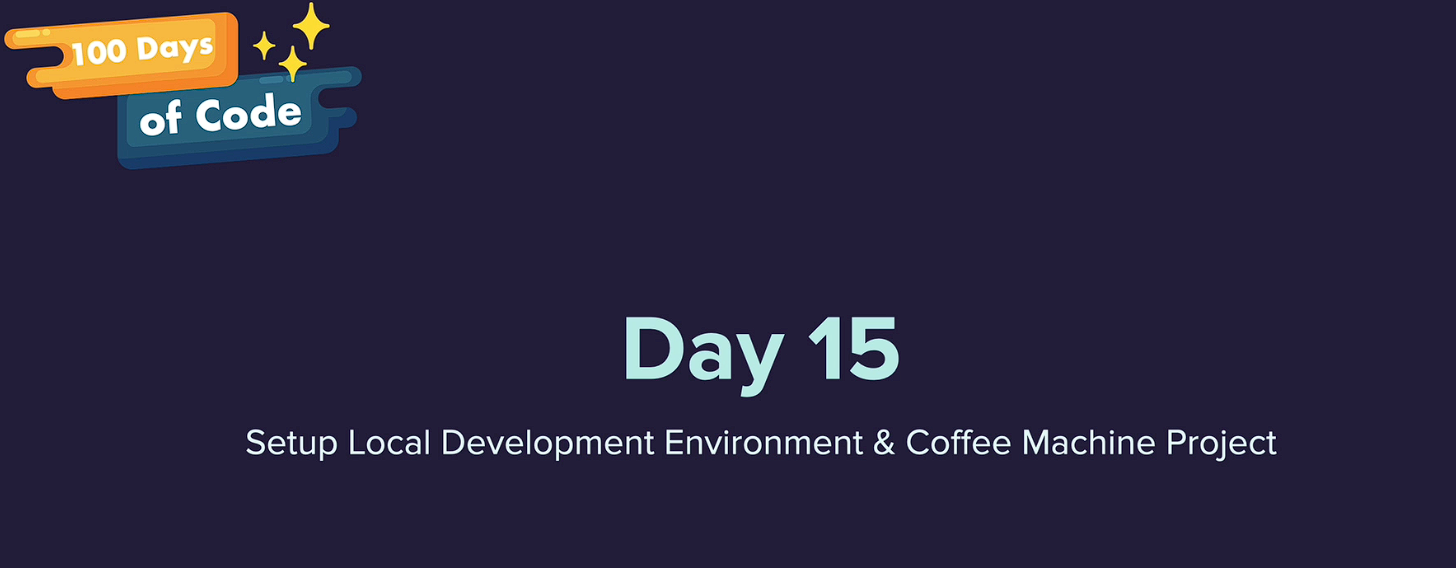 100 Days
of Code
Day 15
Setup Local Development Environment & Coffee Machine Project